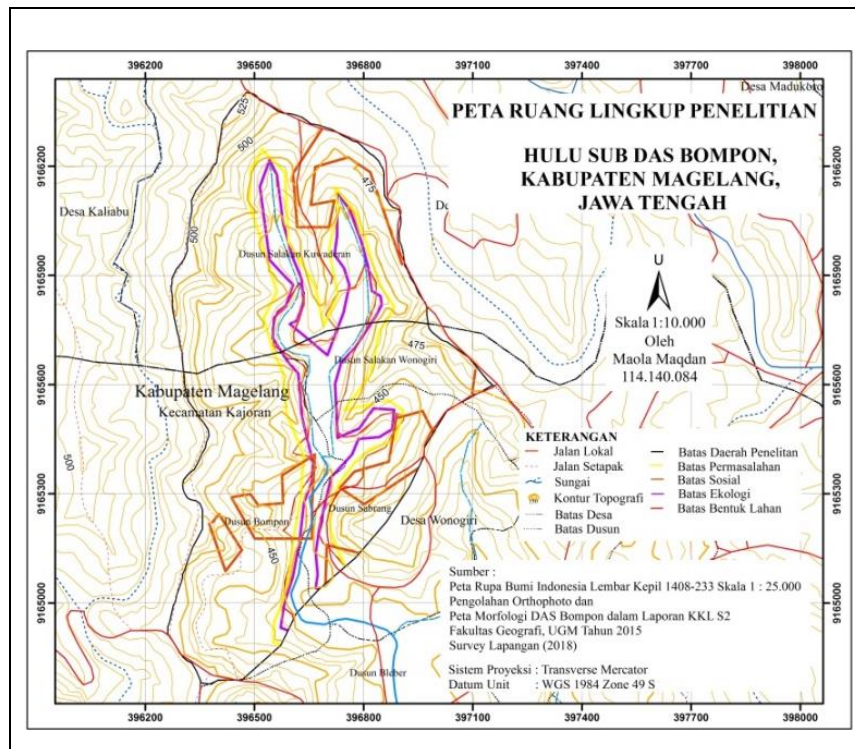 396200 396500 396800 397100 397400 397700 398000
Desa Madukoro
PETA RUANG LINGKUP PENELITIAN
HULU SUB DAS BOMPON,
KABUPATEN MAGELANG,
JAWA TENGAH
525
500
475
9166200
9166200
Desa Kaliabu
500
Dusun Salakan Kuwaderan
U
9165900
9165900
Skala 1:10.000
Oleh
Maola Maqdan
114.140.084
475
Dusun Salakan Wonogiri
9165600
9165600
Kabupaten Magelang
Kecamatan Kajoran
450
500
KETERANGAN
Jalan Lokal
Jalan Setapak
Sungai
Kontur Topografi
Batas Desa
Batas Dusun
Batas Daerah Penelitan
Batas Permasalahan
Batas Sosial
Batas Ekologi
Batas Bentuk Lahan
9165300
9165300
Dusun Bompon
Dusun Sabrang
Desa Wonogiri
450
Sumber :
Peta Rupa Bumi Indonesia Lembar Kepil 1408-233 Skala 1 : 25.000
Pengolahan Orthophoto dan
Peta Morfologi DAS Bompon dalam Laporan KKL S2
Fakultas Geografi, UGM Tahun 2015
Survey Lapangan (2018)
9165000
9165000
Sistem Proyeksi : Transverse Mercator
Datum Unit : WGS 1984 Zone 49 S
Dusun Bleber
396200 396500 396800 397100 397400 397700 398000